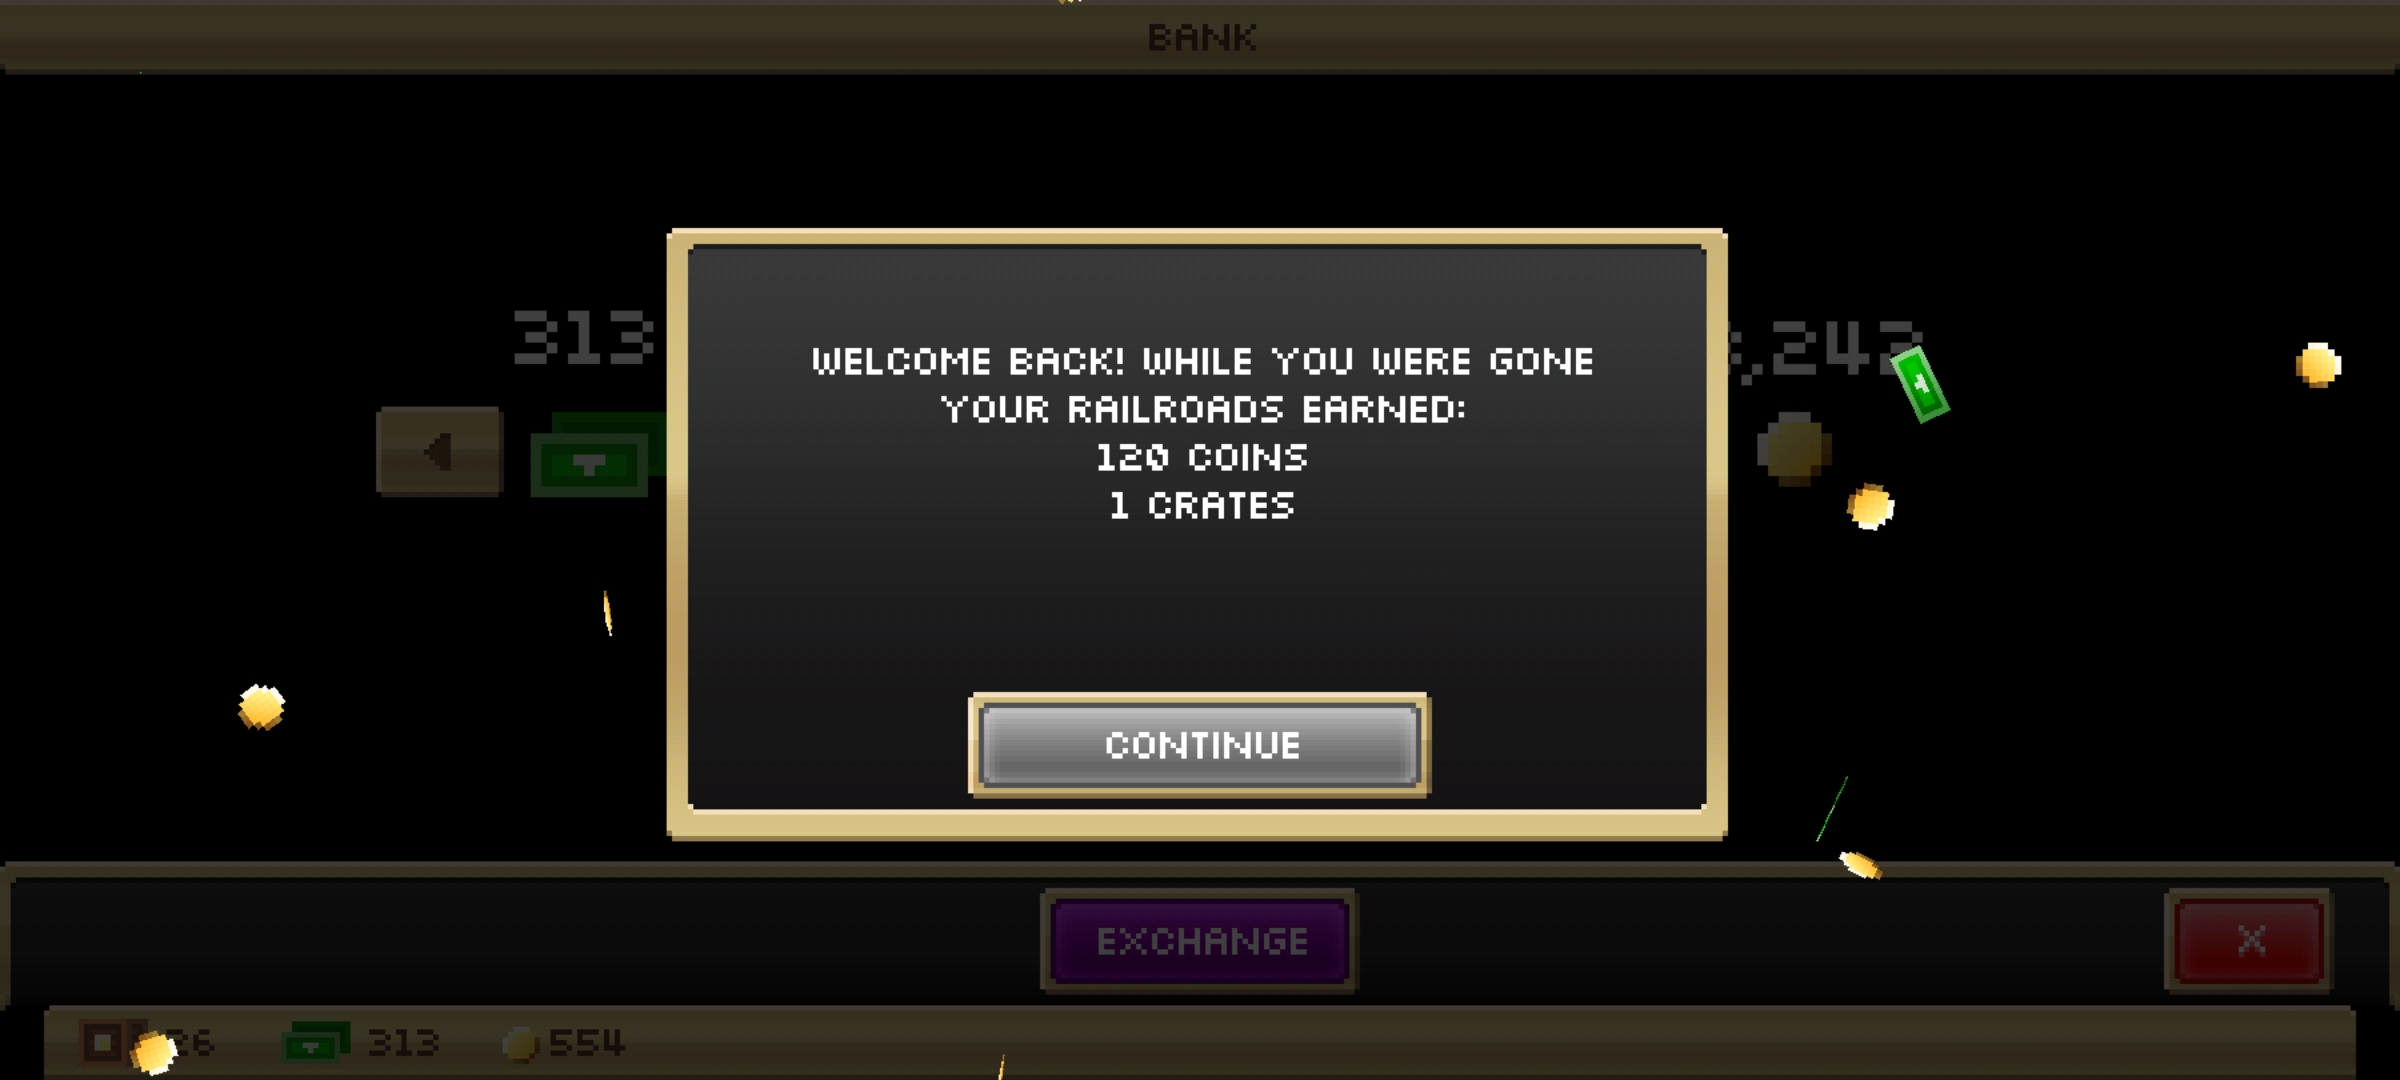 BANK
313
WELCOME BACK! WHILE YOU WERE GONE
YOUR RAILROADS EARNED:
120 COINS
1 CRATES
CONTINUE
EXCHANGE
X
313
554